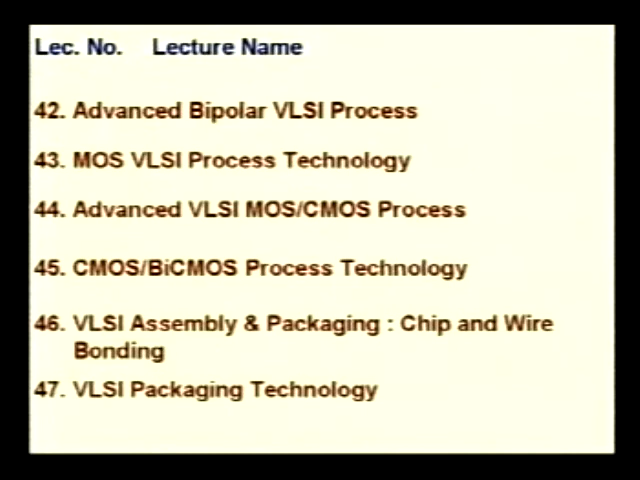 Lec. No. Lecture Name
42. Advanced Bipolar VLSI Process
43. MOS VLSI Process Technology
44. Advanced VLSI MOS/CMOS Process
45. CMOS/BiCMOS Process Technology
46. VLSI Assembly & Packaging : Chip and Wire
Bonding
47. VLSI Packaging Technology